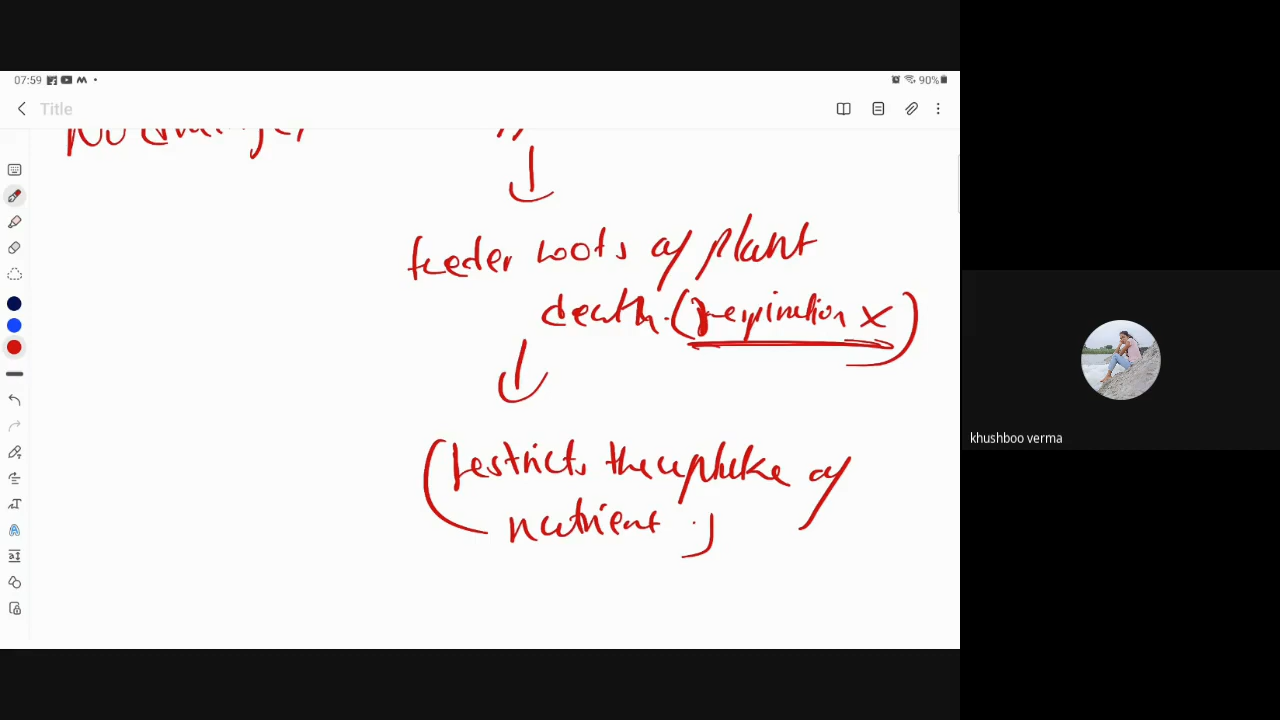 07:59 90%
Title
feeder roots of plant
death. (respiration X)
(restricts the uptake of
nutrient.)
khushboo verma